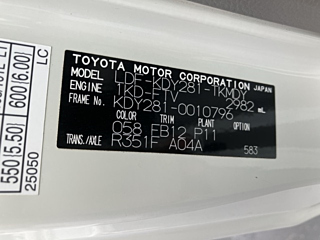 TOYOTA MOTOR CORPORATION JAPAN
MODEL LDF-KDY281-TKMDY
ENGINE 1KD-FTV 2982 mL
FRAME No. KDY281-0010796
COLOR TRIM PLANT OPTION
058 FB12 P11
TRANS./AXLE R351F A04A
583
LC
600 (6.00)
550 (5.50)
25050